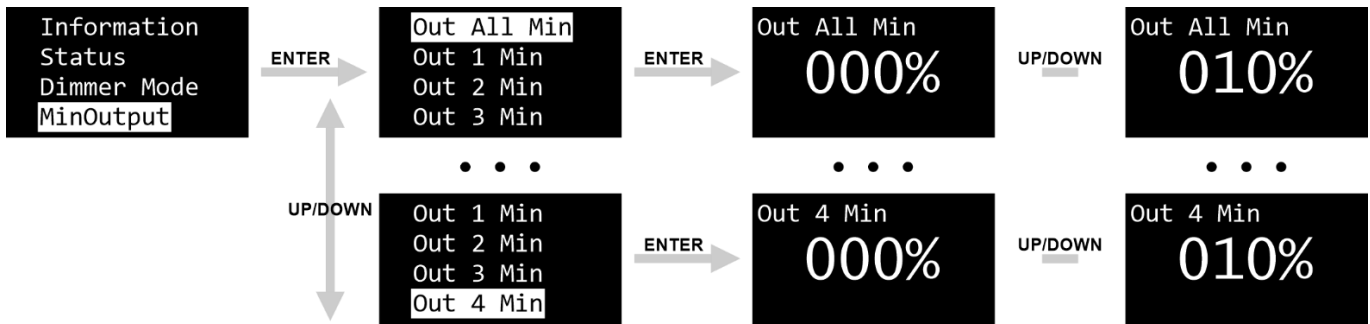 Information
Status
Dimmer Mode
MinOutput
ENTER
Out All Min
Out 1 Min
Out 2 Min
Out 3 Min
ENTER
Out All Min
000%
UP/DOWN
Out All Min
010%
UP/DOWN
Out 1 Min
Out 2 Min
Out 3 Min
Out 4 Min
ENTER
Out 4 Min
000%
UP/DOWN
Out 4 Min
010%